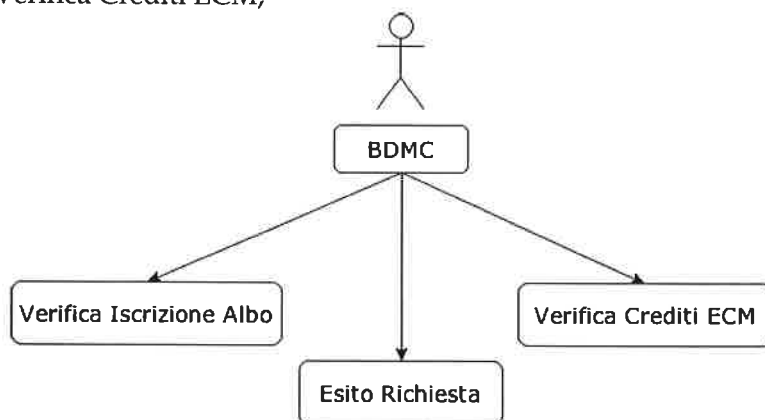 Verifica Crediti ECM;
BDMC
Verifica Iscrizione Albo
Verifica Crediti ECM
Esito Richiesta